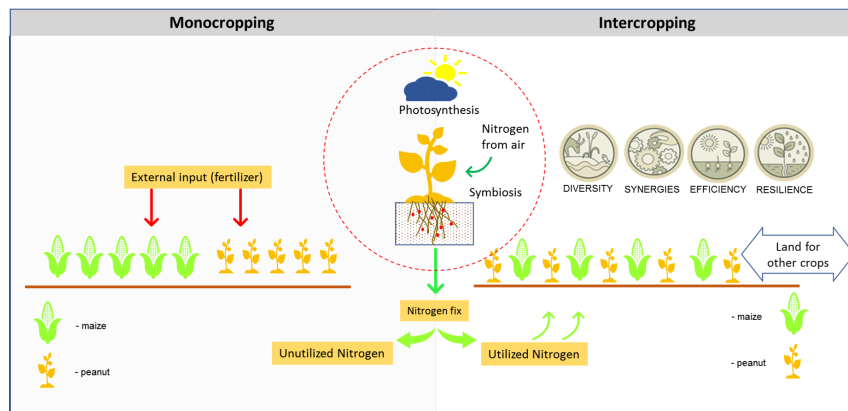 Monocropping
Intercropping
Photosynthesis
Nitrogen
from air
Symbiosis
External input (fertilizer)
DIVERSITY
SYNERGIES
EFFICIENCY
RESILIENCE
Land for
other crops
Nitrogen fix
Unutilized Nitrogen
Utilized Nitrogen
- maize
- peanut
- maize
- peanut